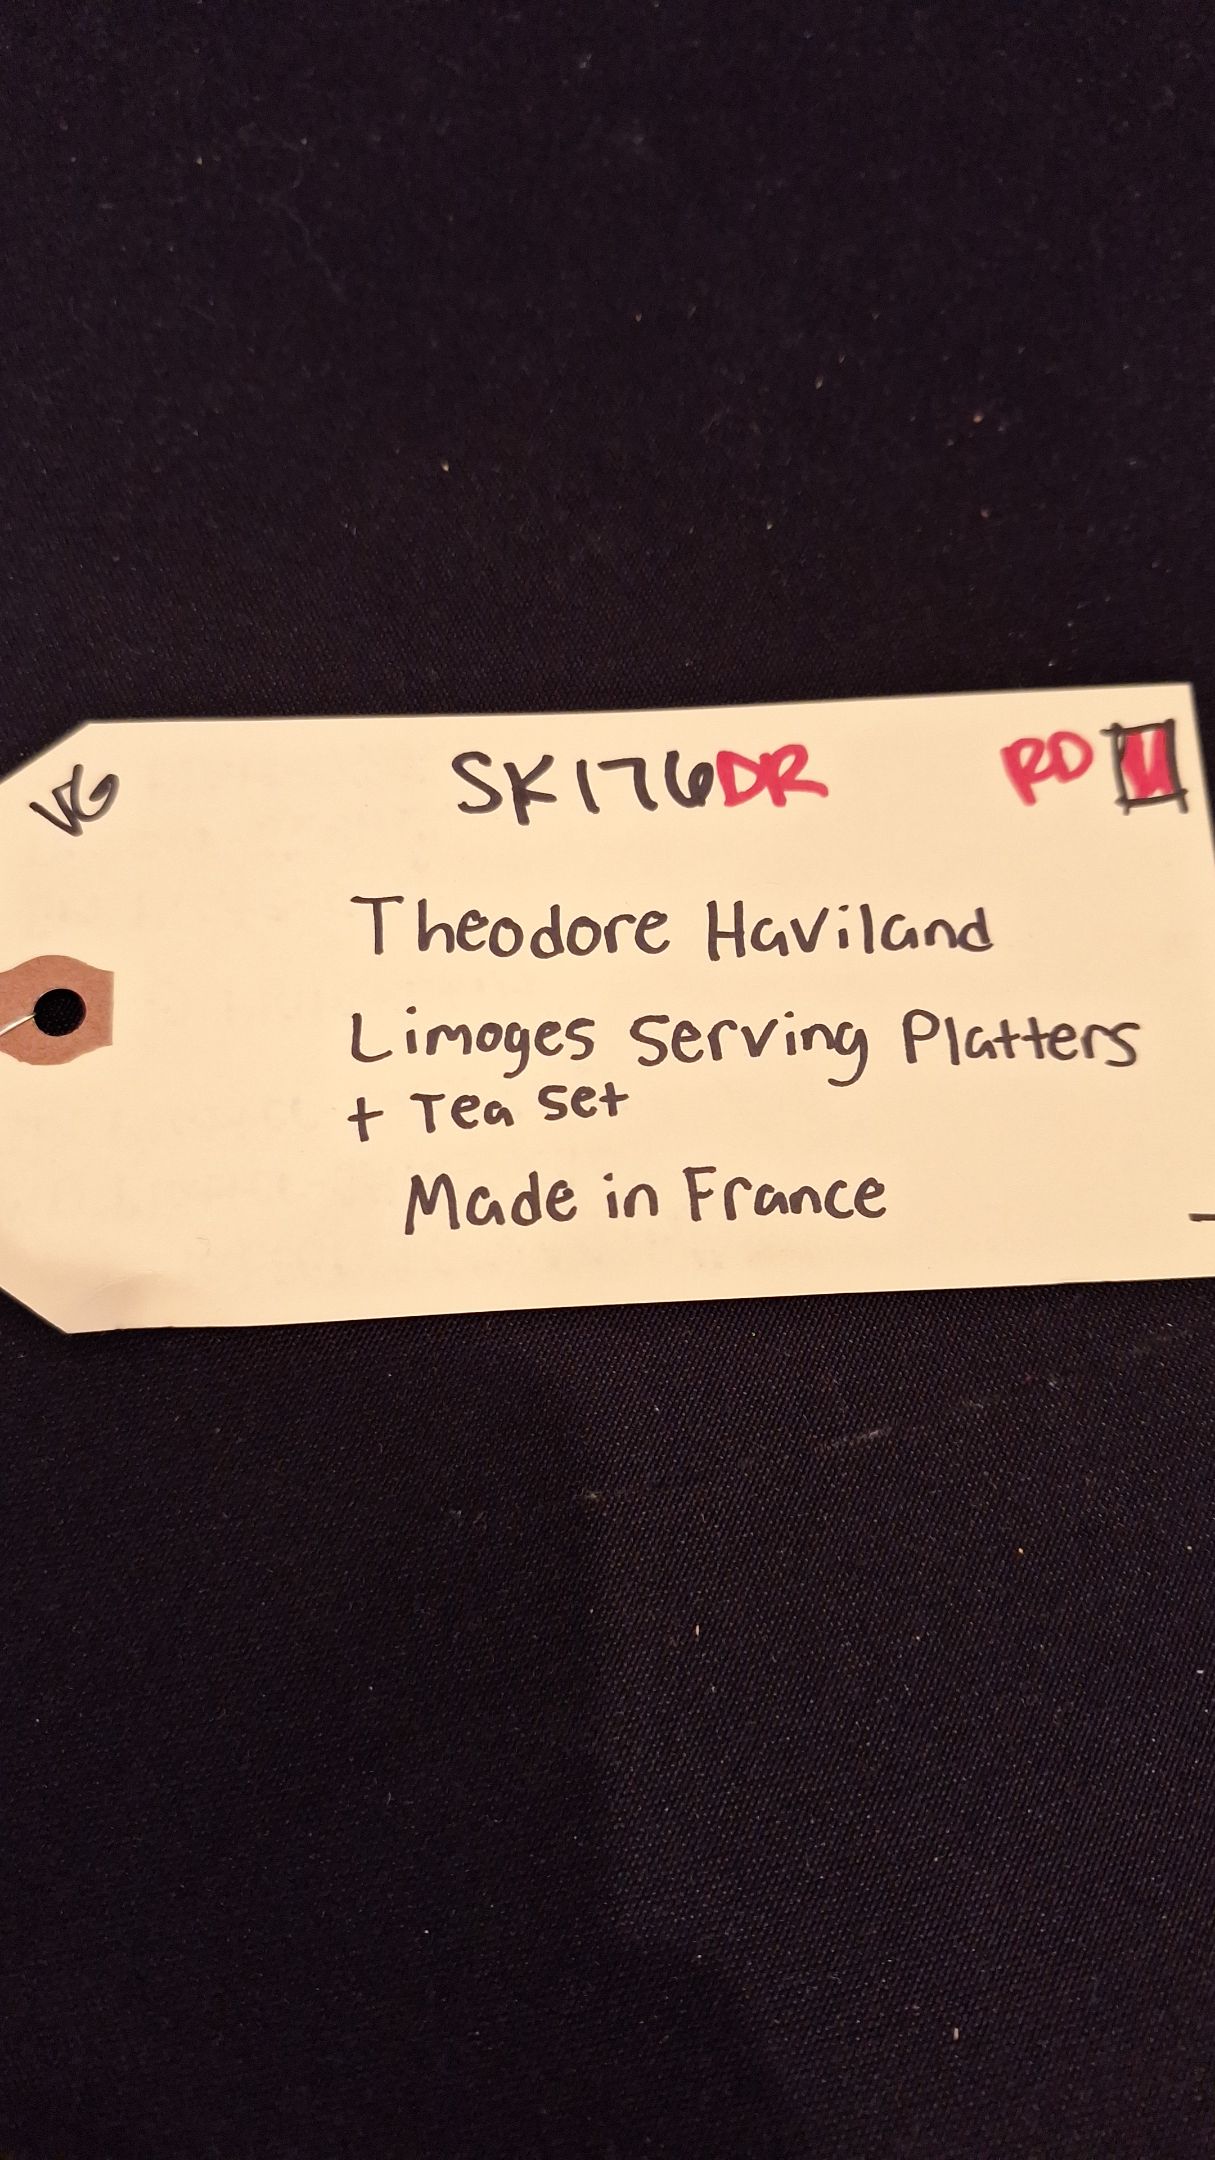 VG
SK176DR
RD
Theodore Haviland
Limoges Serving Platters
+ Tea Set
Made in France